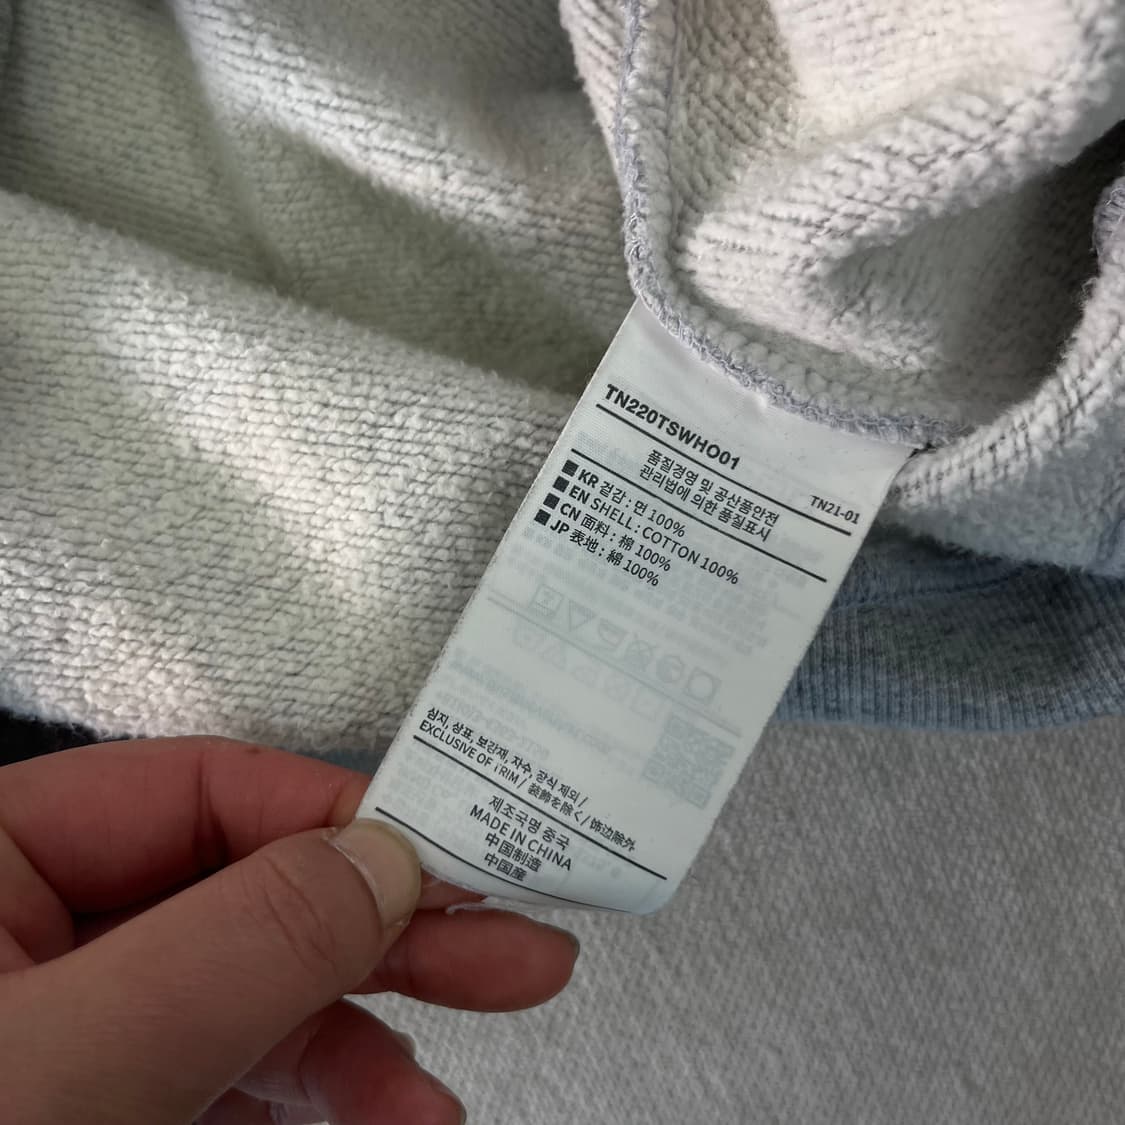 TN220TSWHO01
TN21-01
품질경영 및 공산품안전
관리법에 의한 품질표시
KR 겉감 : 면 100%
EN SHELL : COTTON 100%
CN 面料 : 棉 100%
JP 表地 : 綿 100%
심지, 상표, 보강재, 자수, 장식 제외 /
EXCLUSIVE OF TRIM / 装飾を除く / 饰边除外
제조국명 중국
MADE IN CHINA
中国制造
中国産